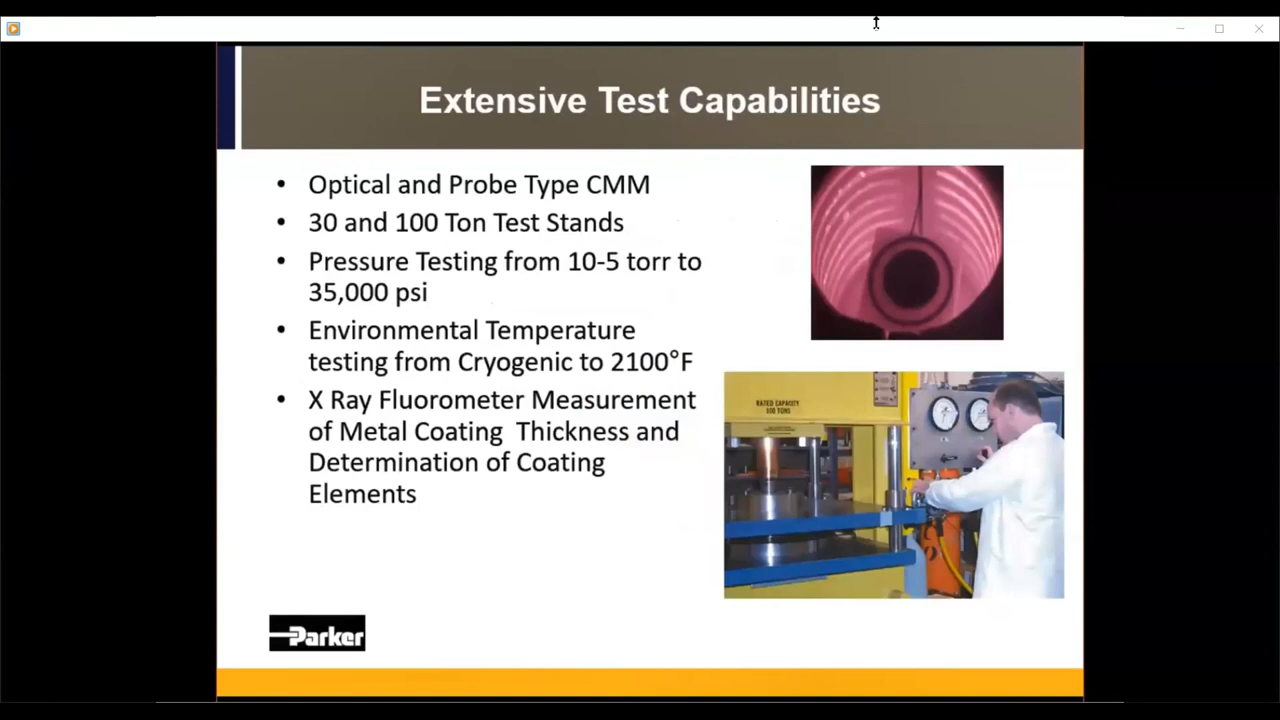 Extensive Test Capabilities
• Optical and Probe Type CMM
• 30 and 100 Ton Test Stands
• Pressure Testing from 10-5 torr to
35,000 psi
• Environmental Temperature
testing from Cryogenic to 2100°F
• X Ray Fluorometer Measurement
of Metal Coating  Thickness and
Determination of Coating
Elements
RATED CAPACITY
100 TONS
Parker